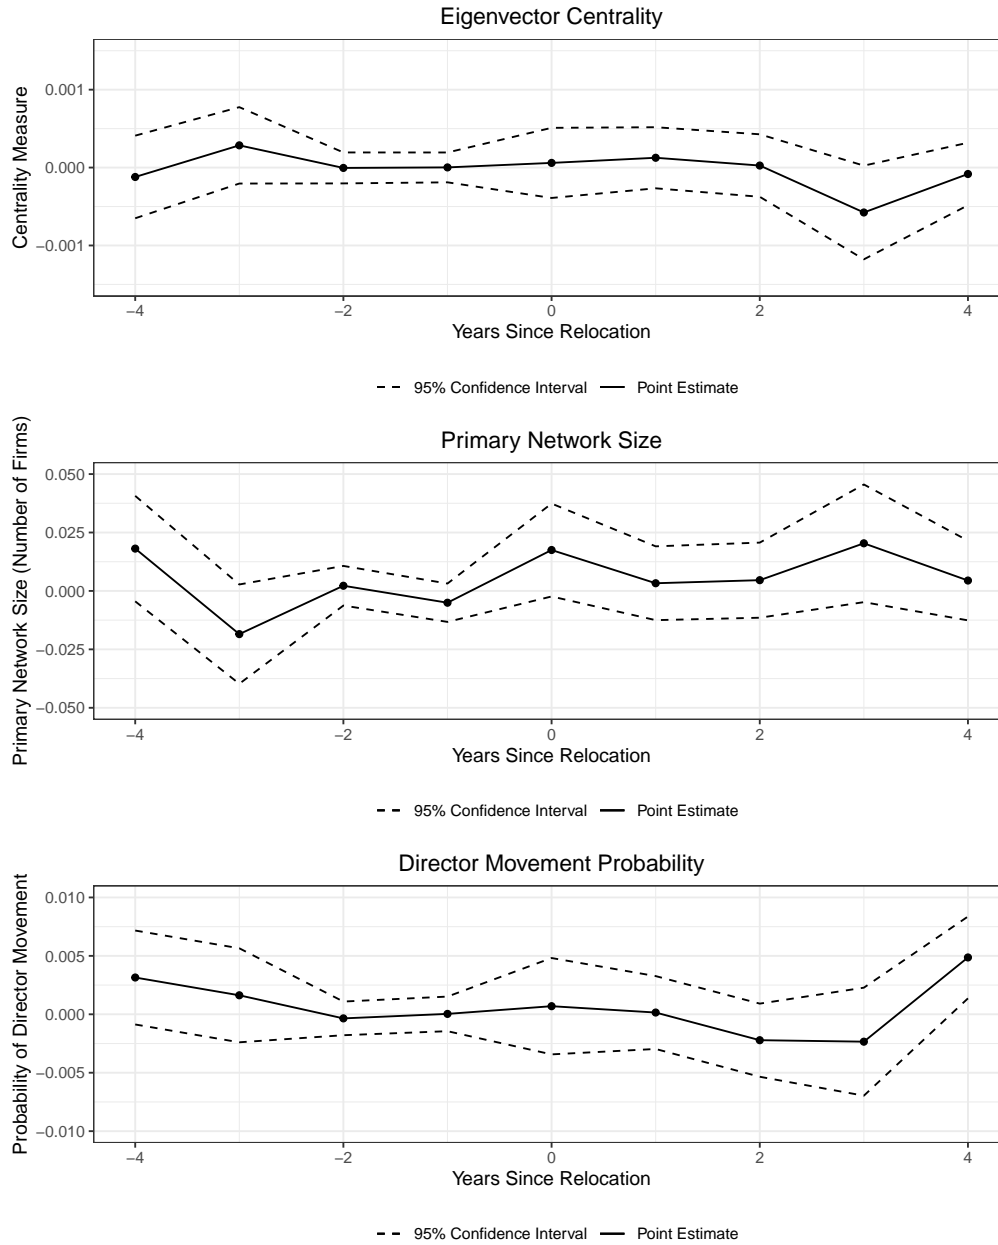 Eigenvector Centrality
Centrality Measure
0.001
0.000
−0.001
−4
−2
0
2
4
Years Since Relocation
95% Confidence Interval
Point Estimate
Primary Network Size
Primary Network Size (Number of Firms)
0.050
0.025
0.000
−0.025
−0.050
−4
−2
0
2
4
Years Since Relocation
95% Confidence Interval
Point Estimate
Director Movement Probability
Probability of Director Movement
0.010
0.005
0.000
−0.005
−0.010
−4
−2
0
2
4
Years Since Relocation
95% Confidence Interval
Point Estimate